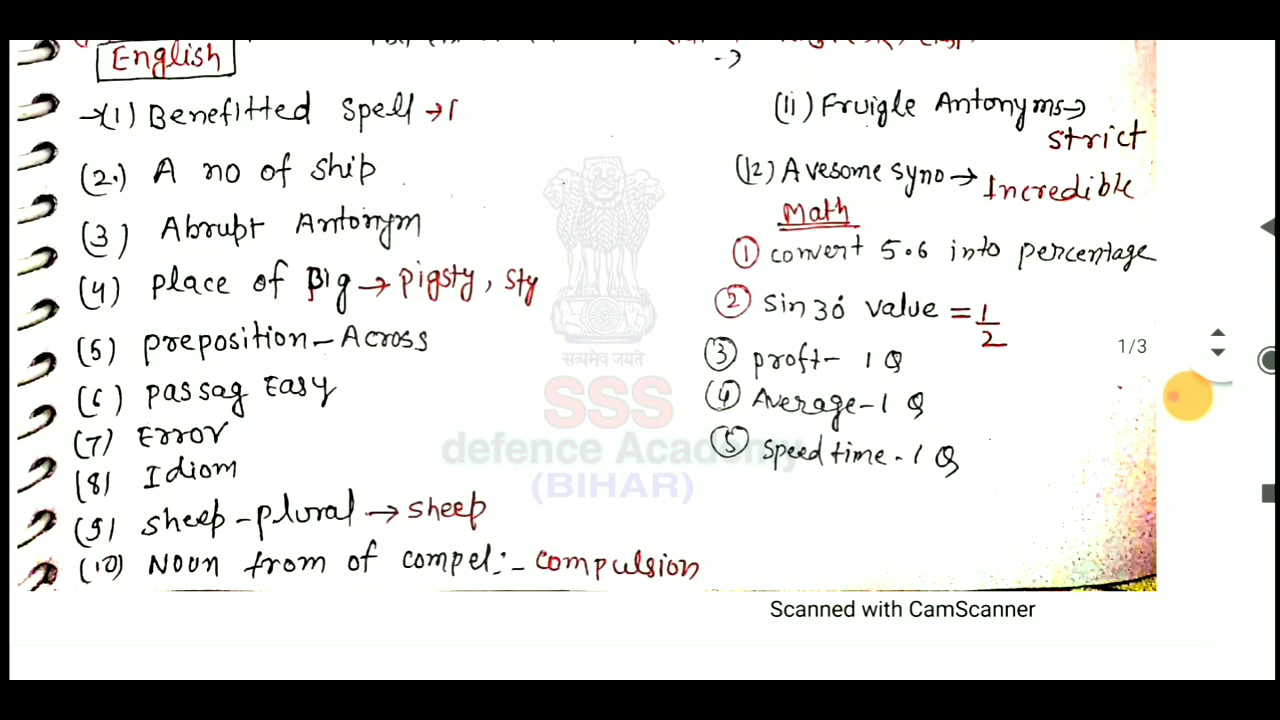 English
(1) Benefitted spell →
(2.) A no of ship
(3) Abrupt Antonym
(4) place of pig → pigsty, sty
(5) preposition - Across
(6) passag Easy
(7) Error
(8) Idiom
(9) sheep - plural → sheep
(10) Noun from of compel:- compulsion
(11) Fruigle Antonyms →
strict
(12) Avesome syno → Incredible
Math
① convert 5.6 into percentage
② sin 30° value = 1/2
③ proft - 1 Q
④ Average - 1 Q
⑤ speed time - 1 Q
सत्यमेव जयते
SSS
defence Academy
(BIHAR)
1/3
Scanned with CamScanner